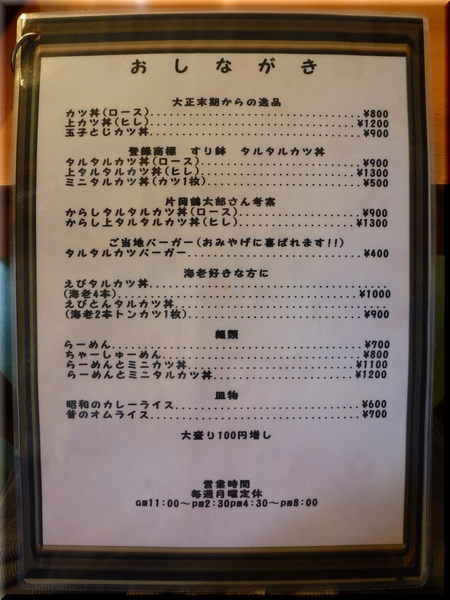 おしながき
大正末期からの逸品
カツ丼(ロース)......¥800
上カツ丼(ヒレ)......¥1200
玉子とじカツ丼......¥900
登録商標 すり鉢 タルタルカツ丼
タルタルカツ丼(ロース)......¥900
上タルタルカツ丼(ヒレ)......¥1300
ミニタルカツ丼(カツ1枚)......¥500
片岡鶴太郎さん考案
からしタルタルカツ丼(ロース)......¥900
からし上タルタルカツ丼(ヒレ)......¥1300
ご当地バーガー(おみやげに喜ばれます!!)
タルタルカツバーガー......¥400
海老好きな方に
えびタルカツ丼......
(海老4本)......¥1000
えびとんタルカツ丼......
(海老2本トンカツ1枚)......¥900
麺類
らーめん......¥700
ちゃーしゅーめん......¥800
らーめんとミニカツ丼......¥1100
らーめんとミニタルカツ丼......¥1200
皿物
昭和のカレーライス......¥600
昔のオムライス......¥700
大盛り100円増し
営業時間
毎週月曜定休
am11:00～pm2:30pm4:30～pm8:00